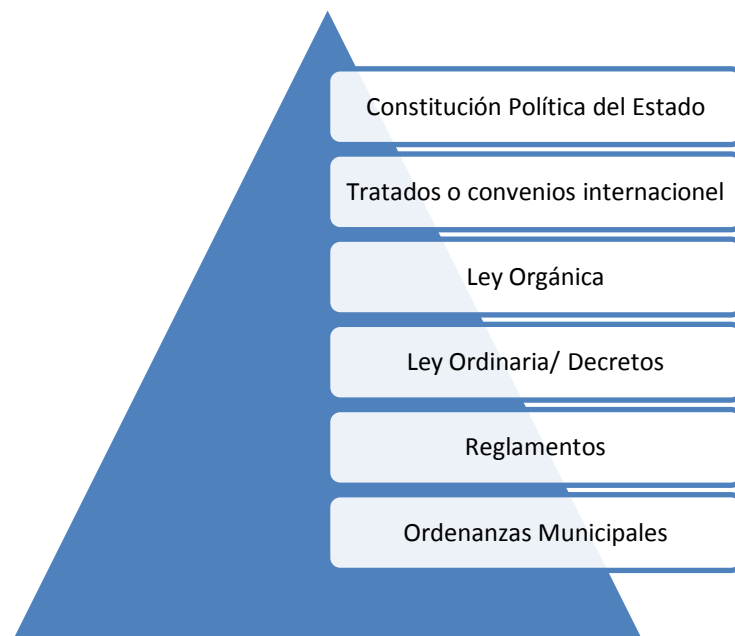 Constitución Política del Estado
Tratados o convenios internacionel
Ley Orgánica
Ley Ordinaria/ Decretos
Reglamentos
Ordenanzas Municipales